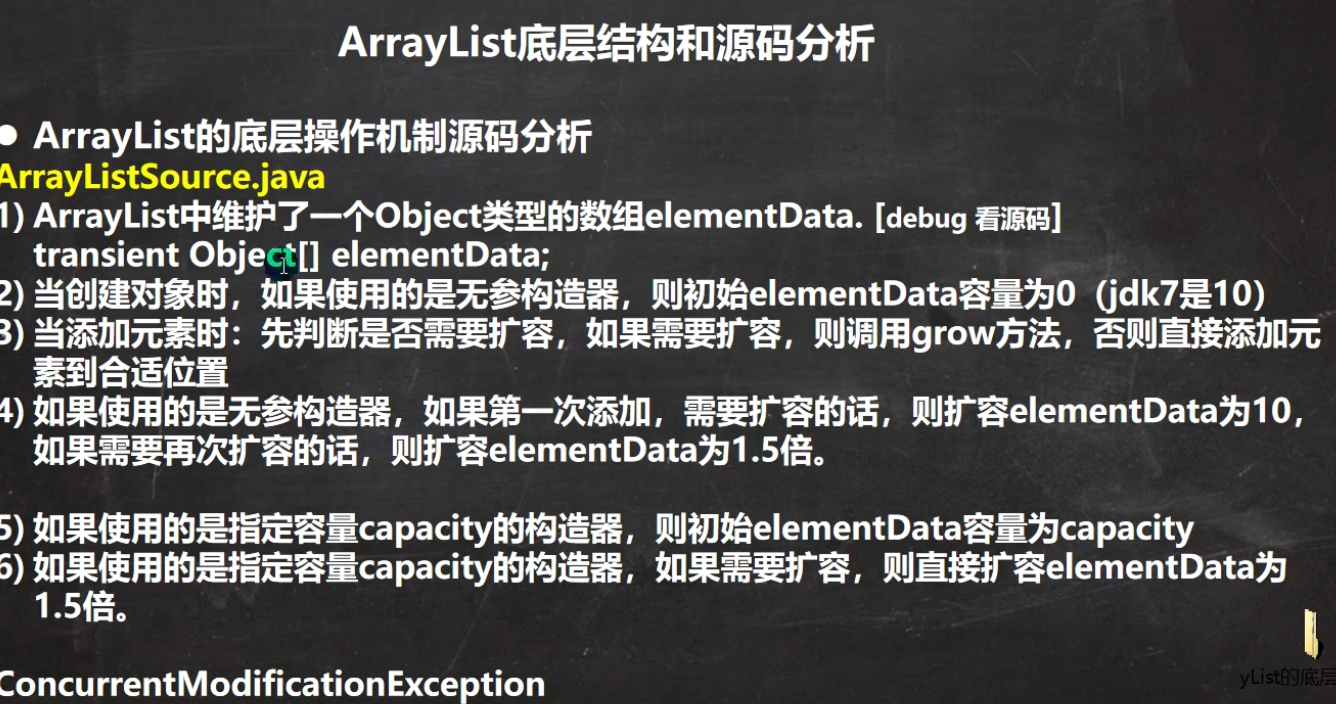 ArrayList底层结构和源码分析
● ArrayList的底层操作机制源码分析
ArrayListSource.java
1) ArrayList中维护了一个Object类型的数组elementData. [debug 看源码]
transient Object[] elementData;
2) 当创建对象时，如果使用的是无参构造器，则初始elementData容量为0（jdk7是10）
3) 当添加元素时：先判断是否需要扩容，如果需要扩容，则调用grow方法，否则直接添加元
素到合适位置
4) 如果使用的是无参构造器，如果第一次添加，需要扩容的话，则扩容elementData为10，
如果需要再次扩容的话，则扩容elementData为1.5倍。
5) 如果使用的是指定容量capacity的构造器，则初始elementData容量为capacity
6) 如果使用的是指定容量capacity的构造器，如果需要扩容，则直接扩容elementData为
1.5倍。
yList的底层
ConcurrentModificationException